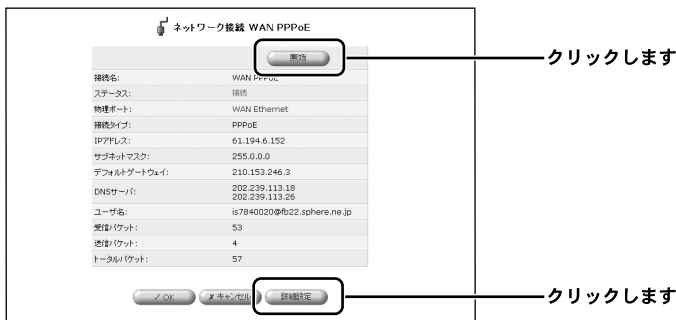 ネットワーク接続 WAN PPPoE
無効
クリックします
接続名: WAN PPPoE
ステータス: 接続
物理ポート: WAN Ethernet
接続タイプ: PPPoE
IPアドレス: 61.194.6.152
サブネットマスク: 255.0.0.0
デフォルトゲートウェイ: 210.153.246.3
DNSサーバ: 202.239.113.18
202.239.113.26
ユーザ名: is7840020@fb22.sphere.ne.jp
受信パケット: 53
送信パケット: 4
トータルパケット: 57
✓ OK ✗ キャンセル 詳細設定
クリックします